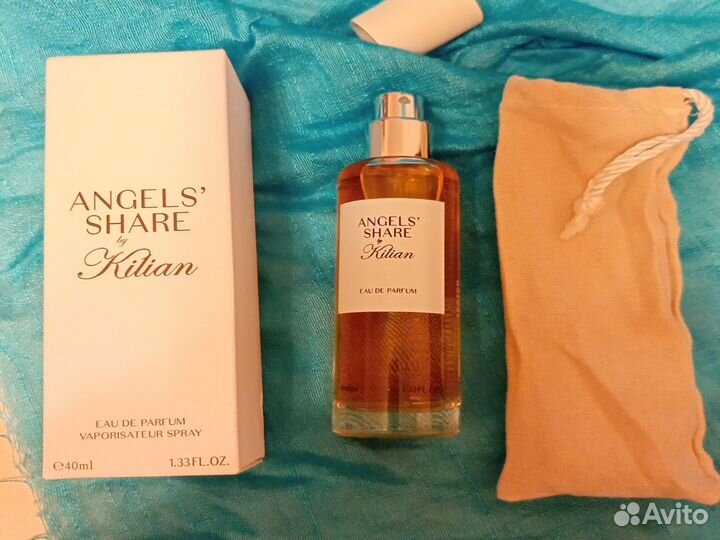 ANGELS'
SHARE
by
Kilian
EAU DE PARFUM
VAPORISATEUR SPRAY
℮40ml 1.33FL.OZ.
ANGELS'
SHARE
by
Kilian
EAU DE PARFUM
Avito